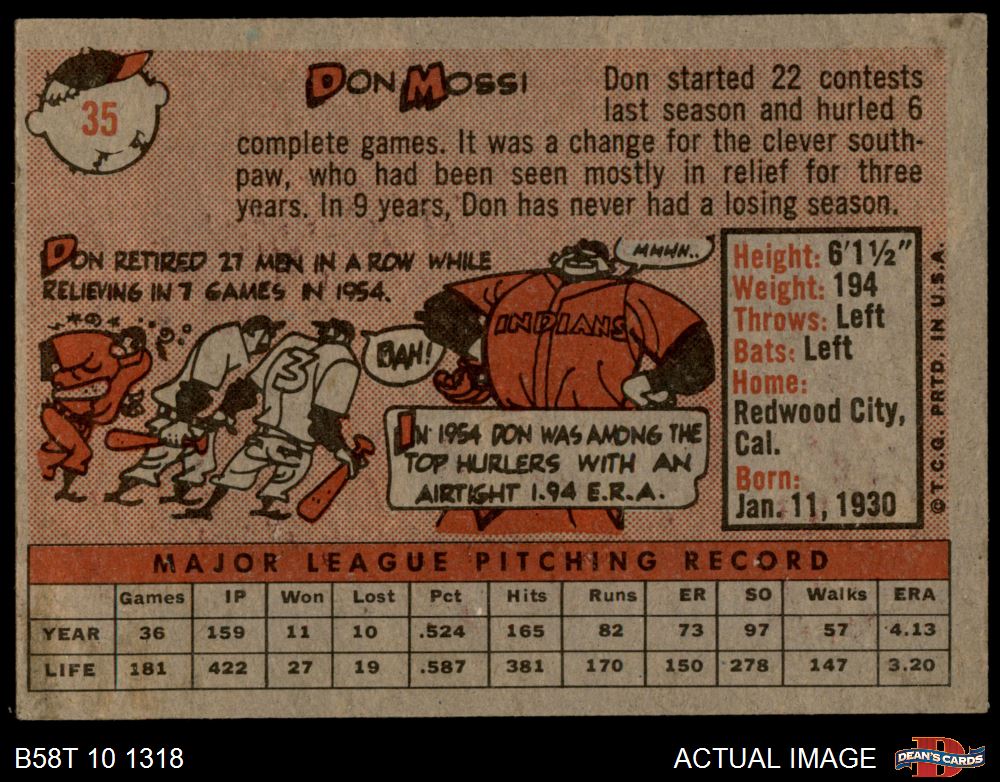 35
DON MOSSI
Don started 22 contests
last season and hurled 6
complete games. It was a change for the clever south-
paw, who had been seen mostly in relief for three
years. In 9 years, Don has never had a losing season.
DON RETIRED 27 MEN IN A ROW WHILE
RELIEVING IN 7 GAMES IN 1954.
MMHN..
INDIANS
BAH!
3
IN 1954 DON WAS AMONG THE
TOP HURLERS WITH AN
AIRTIGHT 1.94 E.R.A.
Height: 6'1½"
Weight: 194
Throws: Left
Bats: Left
Home:
Redwood City,
Cal.
Born:
Jan. 11, 1930
© T.C.G. PRTD. IN U.S.A.
MAJOR LEAGUE PITCHING RECORD
Games IP Won Lost Pct Hits Runs ER SO Walks ERA
YEAR 36 159 11 10 .524 165 82 73 97 57 4.13
LIFE 181 422 27 19 .587 381 170 150 278 147 3.20
B58T 10 1318
ACTUAL IMAGE
DEAN'S CARDS